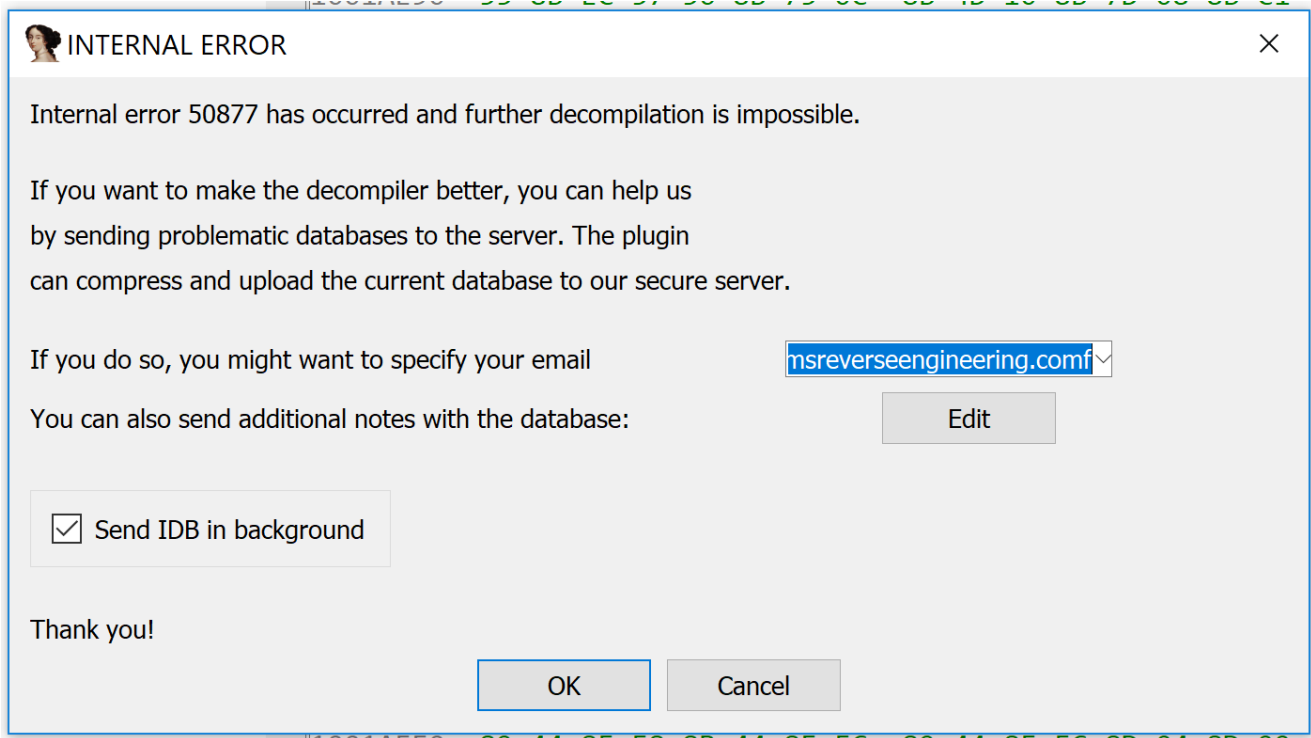 INTERNAL ERROR
Internal error 50877 has occurred and further decompilation is impossible.
If you want to make the decompiler better, you can help us
by sending problematic databases to the server. The plugin
can compress and upload the current database to our secure server.
If you do so, you might want to specify your email msreverseengineering.comf
You can also send additional notes with the database: Edit
Send IDB in background
Thank you!
OK Cancel